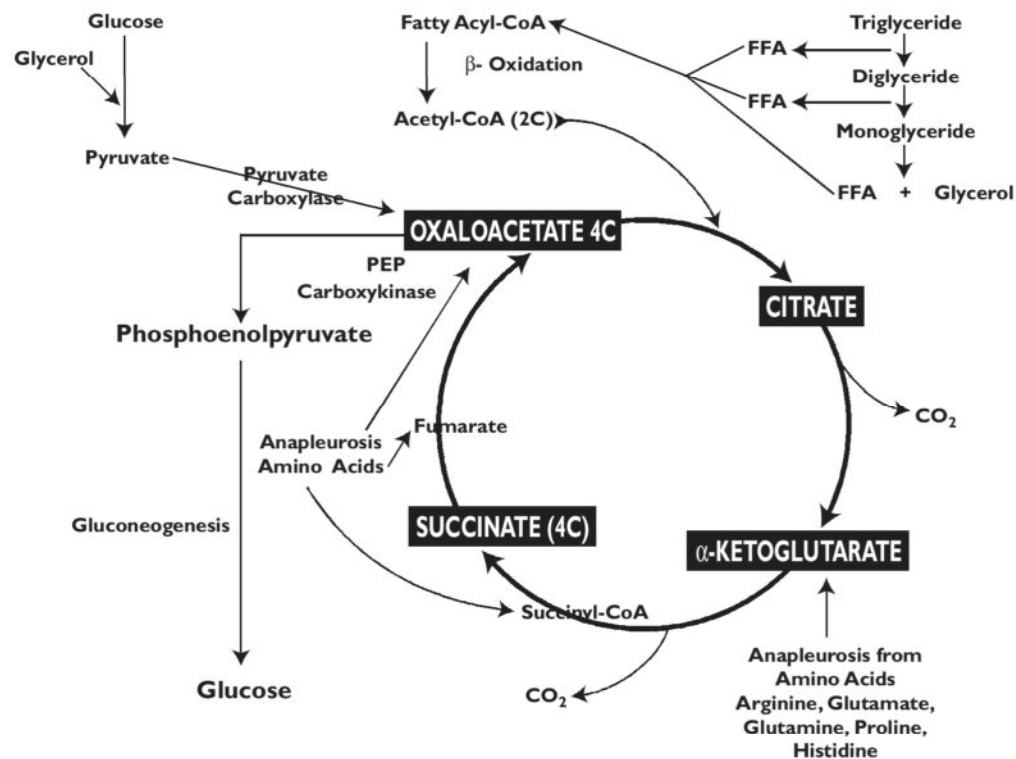 Glucose
Glycerol
Pyruvate
Pyruvate
Carboxylase
Fatty Acyl-CoA
β- Oxidation
Acetyl-CoA (2C)
Triglyceride
FFA
Diglyceride
FFA
Monoglyceride
FFA + Glycerol
OXALOACETATE 4C
PEP
Carboxykinase
CITRATE
Phosphoenolpyruvate
CO₂
Anapleurosis
Amino Acids
Fumarate
Gluconeogenesis
SUCCINATE (4C)
α-KETOGLUTARATE
Succinyl-CoA
CO₂
Glucose
Anapleurosis from
Amino Acids
Arginine, Glutamate,
Glutamine, Proline,
Histidine